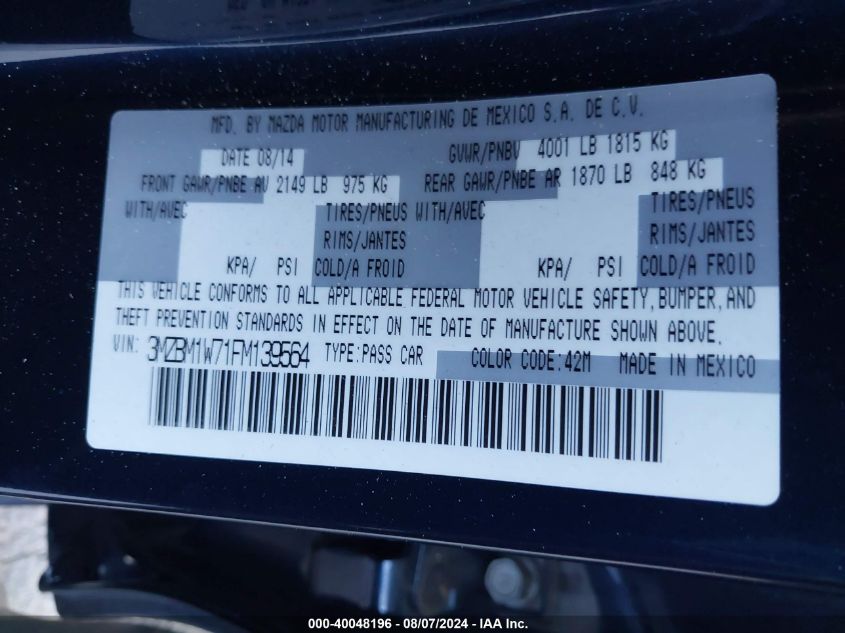 MFD. BY MAZDA MOTOR MANUFACTURING DE MEXICO S.A. DE C.V.
DATE 08/14 GVWR/PNBV 4001 LB 1815 KG
FRONT GAWR/PNBE AV 2149 LB 975 KG REAR GAWR/PNBE AR 1870 LB 848 KG
WITH/AVEC TIRES/PNEUS WITH/AVEC TIRES/PNEUS
RIMS/JANTES RIMS/JANTES
KPA/ PSI COLD/A FROID KPA/ PSI COLD/A FROID
THIS VEHICLE CONFORMS TO ALL APPLICABLE FEDERAL MOTOR VEHICLE SAFETY, BUMPER, AND
THEFT PREVENTION STANDARDS IN EFFECT ON THE DATE OF MANUFACTURE SHOWN ABOVE.
VIN: 3MZBM1W71FM139564 TYPE:PASS CAR COLOR CODE:42M MADE IN MEXICO
000-40048196 - 08/07/2024 - IAA Inc.